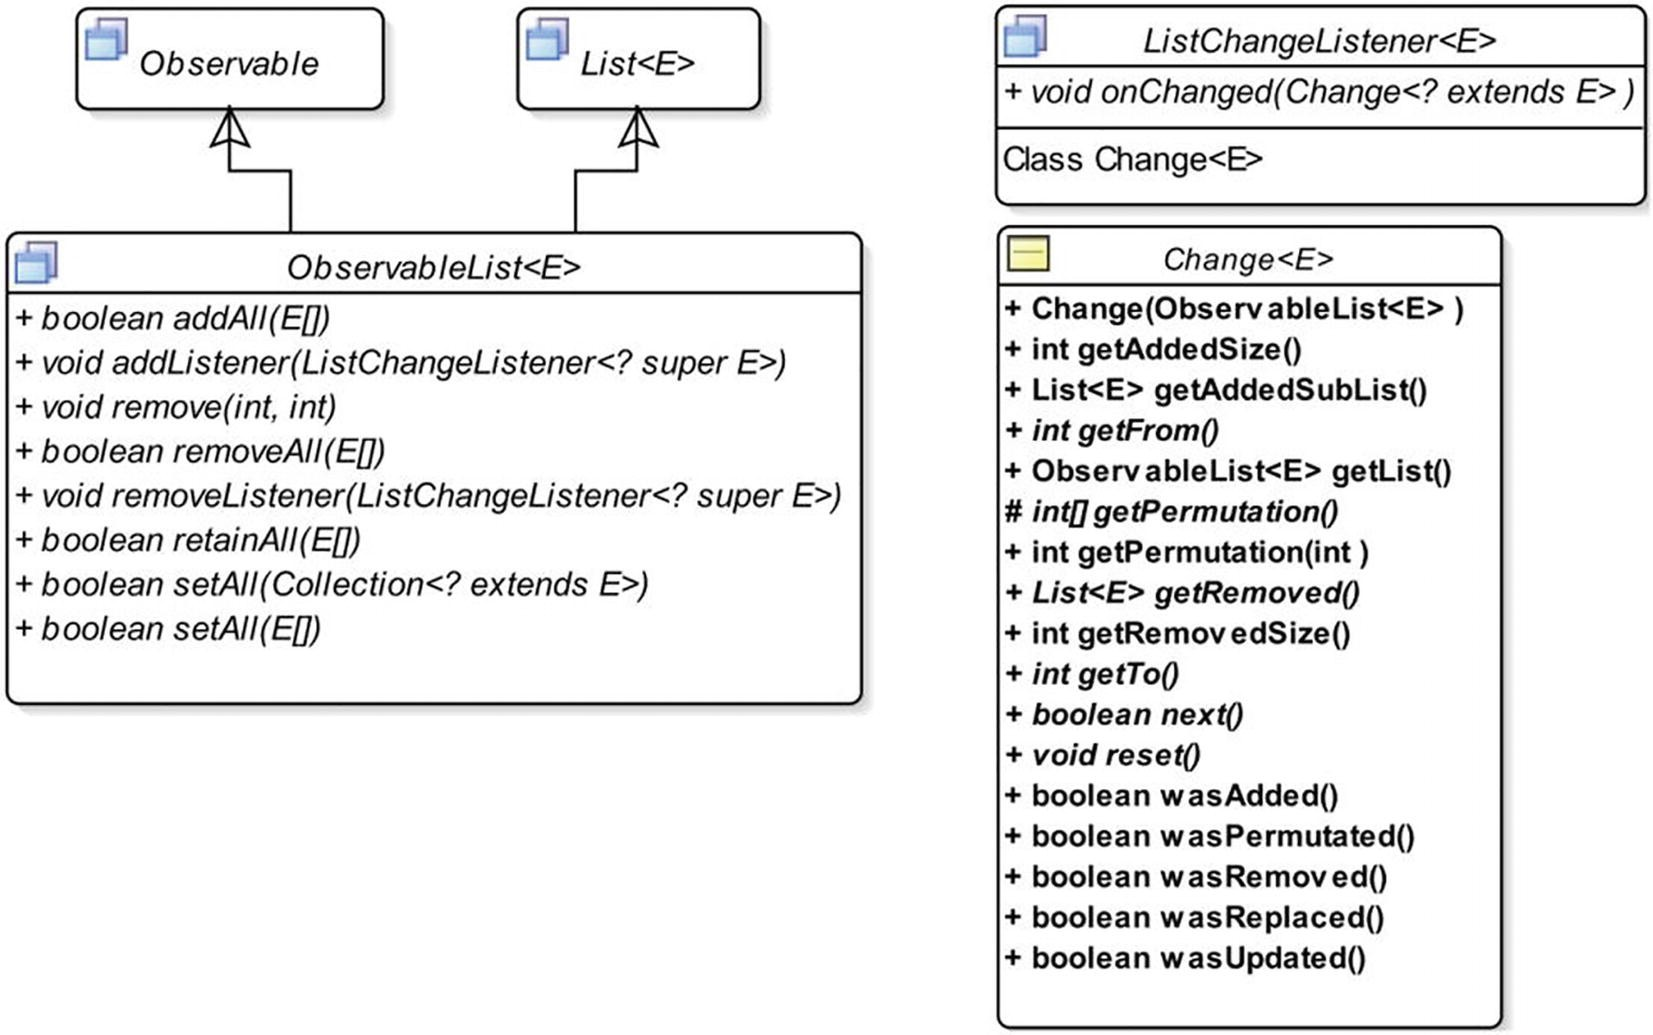 Observable
List<E>
ObservableList<E>
+ boolean addAll(E[])
+ void addListener(ListChangeListener<? super E>)
+ void remove(int, int)
+ boolean removeAll(E[])
+ void removeListener(ListChangeListener<? super E>)
+ boolean retainAll(E[])
+ boolean setAll(Collection<? extends E>)
+ boolean setAll(E[])
ListChangeListener<E>
+ void onChanged(Change<? extends E> )
Class Change<E>
Change<E>
+ Change(ObservableList<E> )
+ int getAddedSize()
+ List<E> getAddedSubList()
+ int getFrom()
+ ObservableList<E> getList()
# int[] getPermutation()
+ int getPermutation(int )
+ List<E> getRemoved()
+ int getRemovedSize()
+ int getTo()
+ boolean next()
+ void reset()
+ boolean wasAdded()
+ boolean wasPermutated()
+ boolean wasRemoved()
+ boolean wasReplaced()
+ boolean wasUpdated()